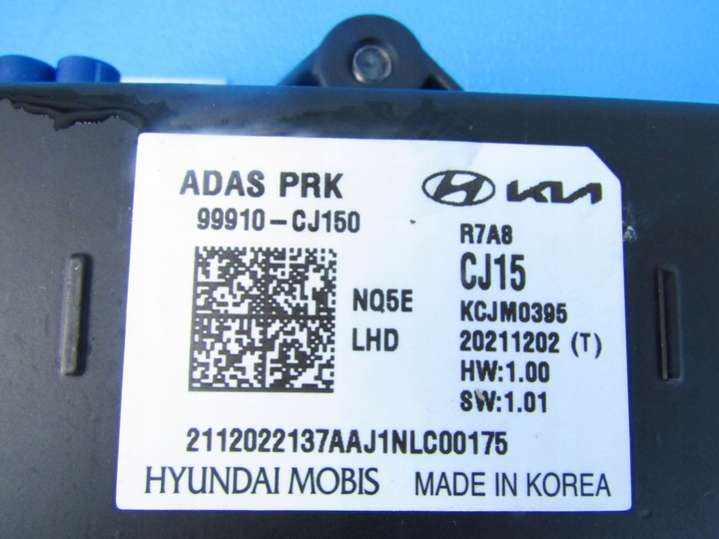 ADAS PRK
99910-CJ150
NQ5E
LHD
KIA
R7A8
CJ15
KCJM0395
20211202 (T)
HW:1.00
SW:1.01
2112022137AAJ1NLC00175
HYUNDAI MOBIS MADE IN KOREA